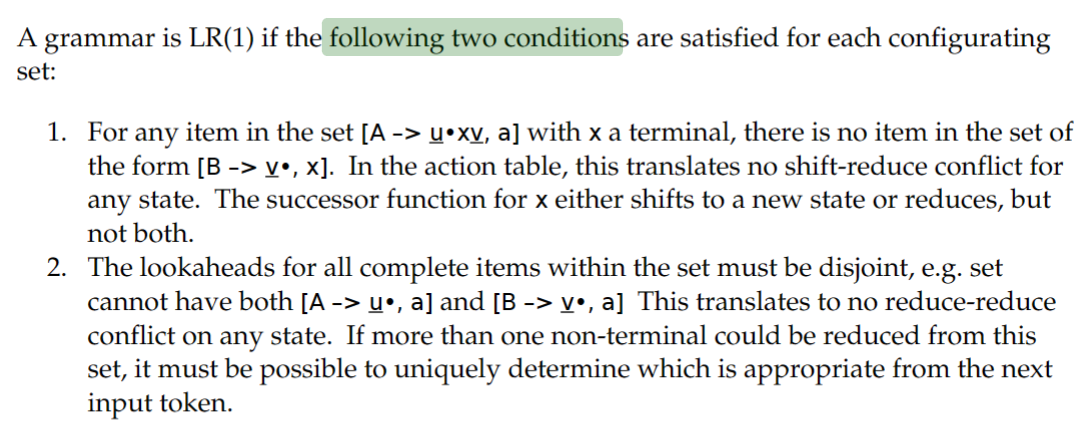 A grammar is LR(1) if the following two conditions are satisfied for each configurating
set:
1. For any item in the set [A -> u•xv, a] with x a terminal, there is no item in the set of
the form [B -> v•, x]. In the action table, this translates no shift-reduce conflict for
any state. The successor function for x either shifts to a new state or reduces, but
not both.
2. The lookaheads for all complete items within the set must be disjoint, e.g. set
cannot have both [A -> u•, a] and [B -> v•, a] This translates to no reduce-reduce
conflict on any state. If more than one non-terminal could be reduced from this
set, it must be possible to uniquely determine which is appropriate from the next
input token.